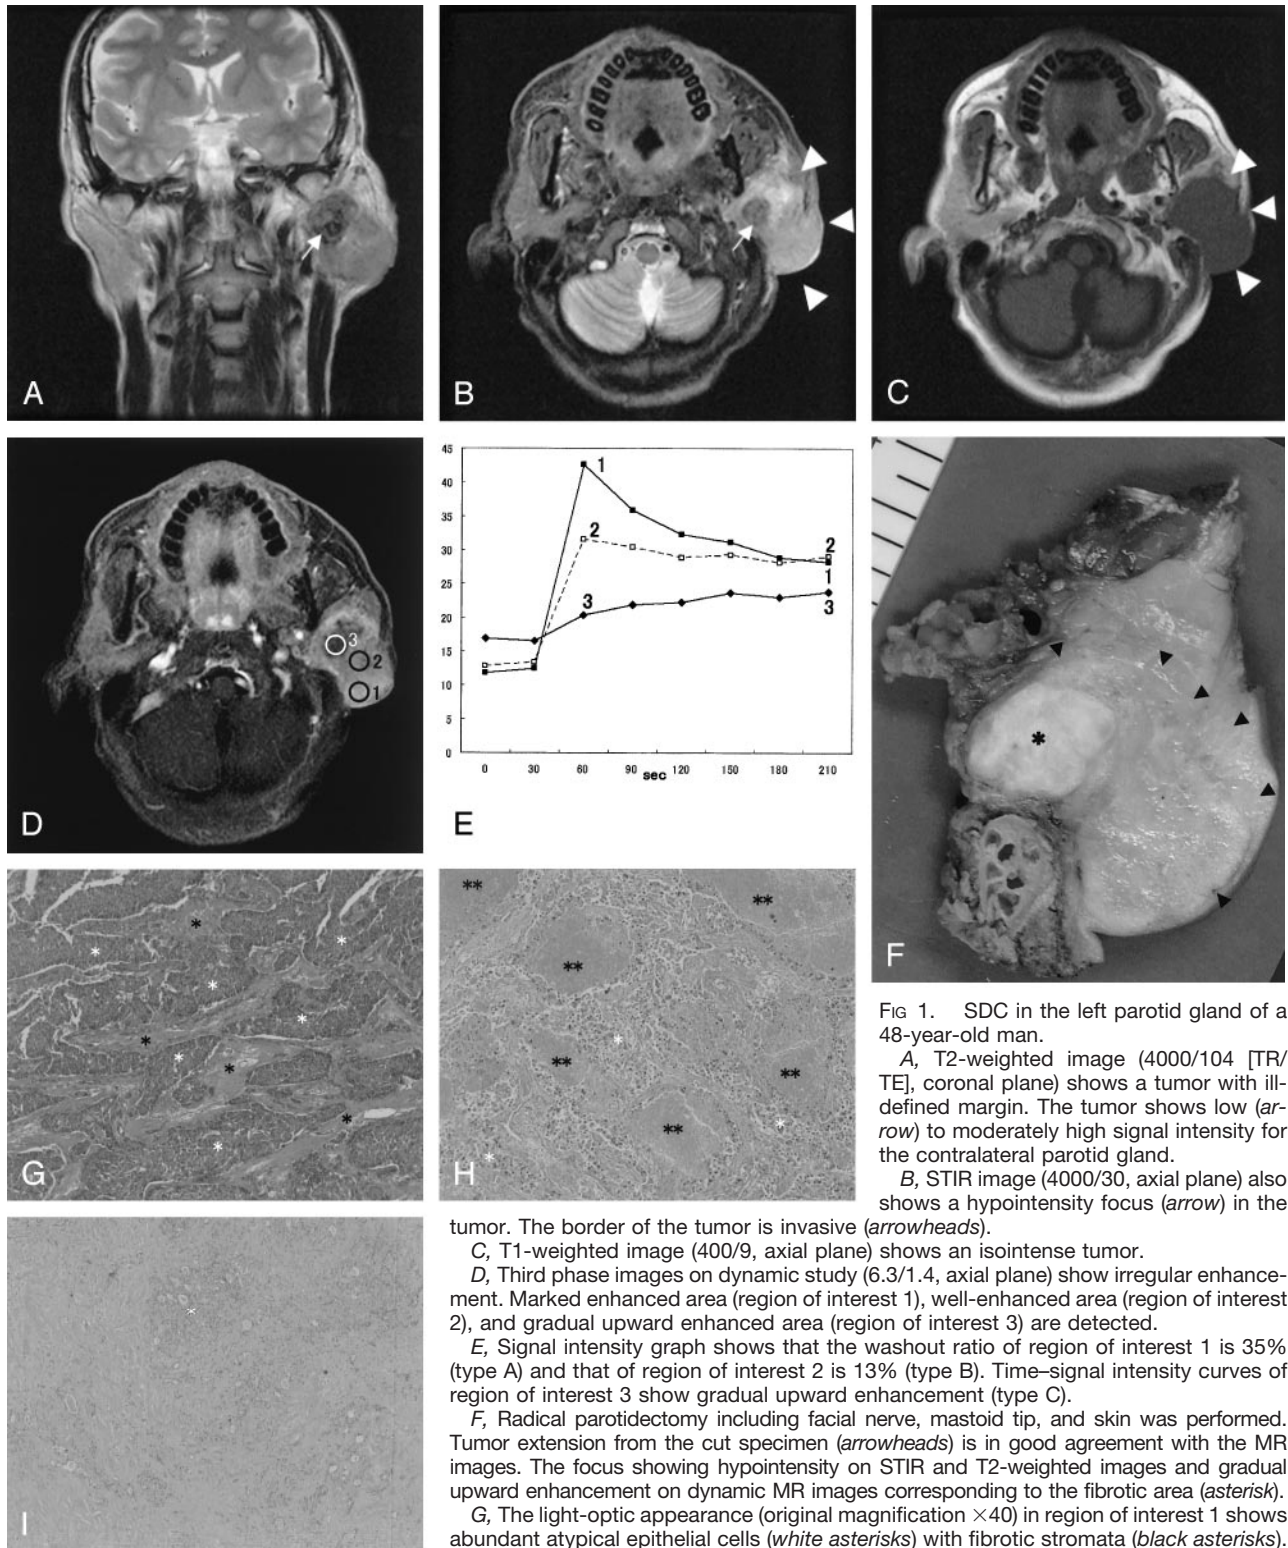 A
B
C
D
1
2
3
45
40
35
30
25
20
15
10
5
0
0 30 60 90 120 150 180 210
sec
1
2
3
2
1
3
E
*
F
* * * * * * * * * *
G
** ** ** ** ** ** * * *
H
*
I
FIG 1. SDC in the left parotid gland of a
48-year-old man.
A, T2-weighted image (4000/104 [TR/
TE], coronal plane) shows a tumor with ill-
defined margin. The tumor shows low (ar-
row) to moderately high signal intensity for
the contralateral parotid gland.
B, STIR image (4000/30, axial plane) also
shows a hypointensity focus (arrow) in the
tumor. The border of the tumor is invasive (arrowheads).
C, T1-weighted image (400/9, axial plane) shows an isointense tumor.
D, Third phase images on dynamic study (6.3/1.4, axial plane) show irregular enhance-
ment. Marked enhanced area (region of interest 1), well-enhanced area (region of interest
2), and gradual upward enhanced area (region of interest 3) are detected.
E, Signal intensity graph shows that the washout ratio of region of interest 1 is 35%
(type A) and that of region of interest 2 is 13% (type B). Time–signal intensity curves of
region of interest 3 show gradual upward enhancement (type C).
F, Radical parotidectomy including facial nerve, mastoid tip, and skin was performed.
Tumor extension from the cut specimen (arrowheads) is in good agreement with the MR
images. The focus showing hypointensity on STIR and T2-weighted images and gradual
upward enhancement on dynamic MR images corresponding to the fibrotic area (asterisk).
G, The light-optic appearance (original magnification ×40) in region of interest 1 shows
abundant atypical epithelial cells (white asterisks) with fibrotic stromata (black asterisks).